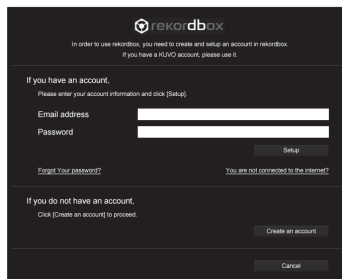 rekordbox
In order to use rekordbox, you need to create and setup an account in rekordbox.
If you have a KUVO account, please use it.
If you have an account,
Please enter your account information and click [Setup].
Email address
Password
Setup
Forgot Your password?
You are not connected to the internet?
If you do not have an account,
Click [Create an account] to proceed.
Create an account
Cancel